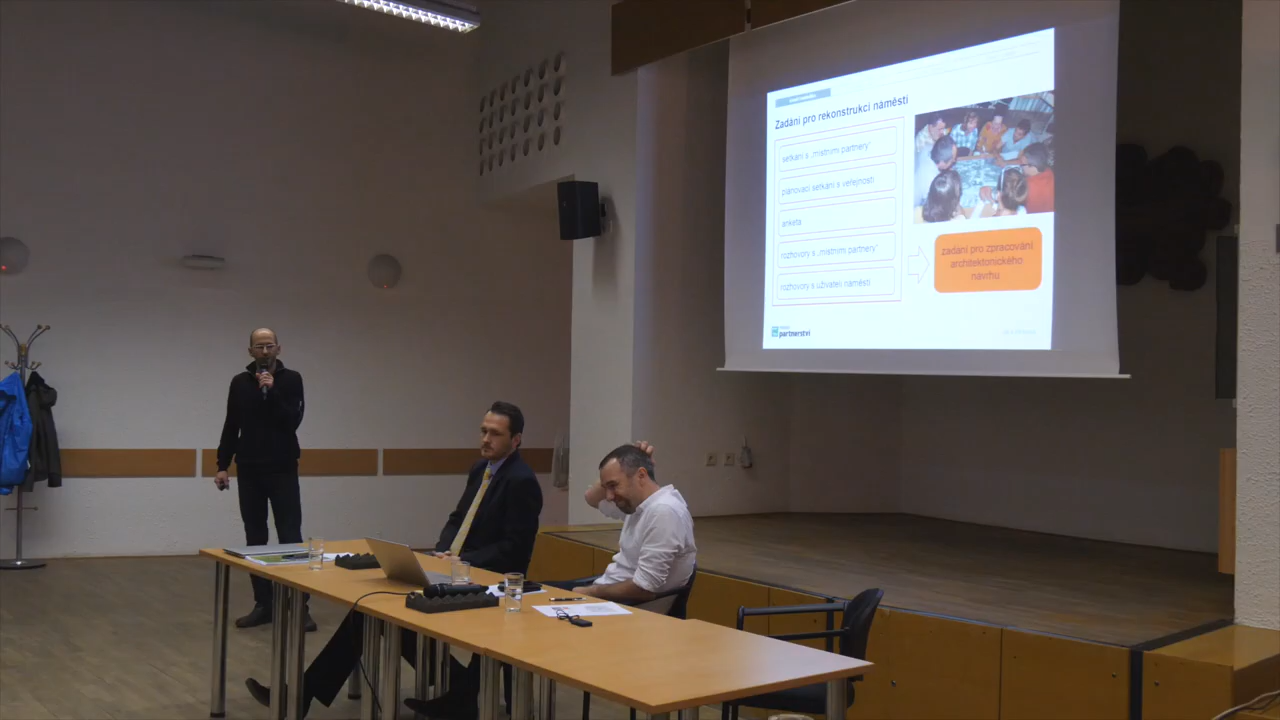 Zadání pro rekonstrukci náměstí
setkání s „místními partnery“
plánovací setkání s veřejností
anketa
rozhovory s „místními partnery“
rozhovory s uživateli náměstí
zadání pro zpracování
architektonického
návrhu
partnerství